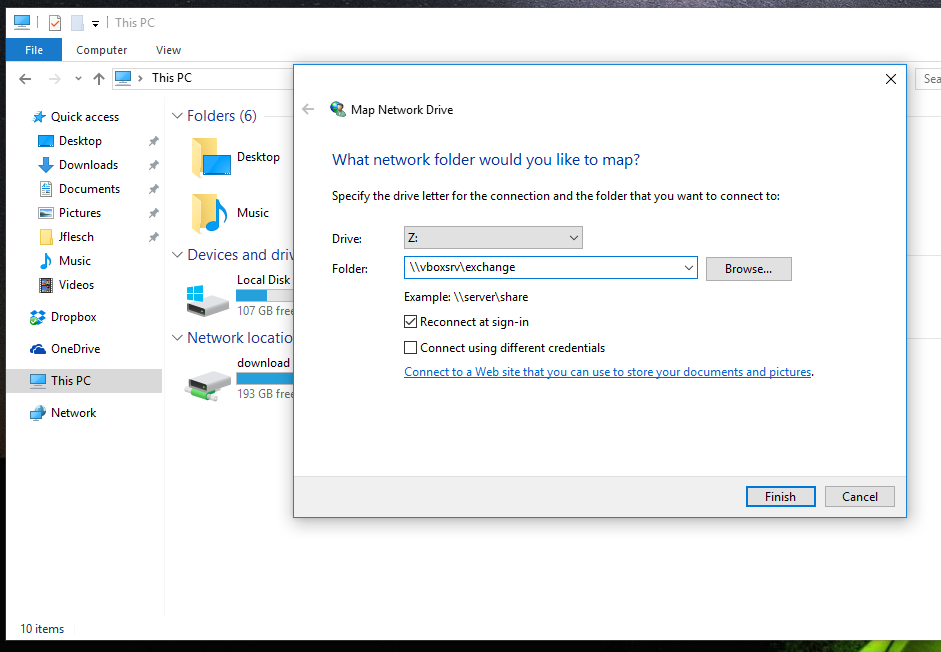 This PC
File Computer View
This PC
Sea
Quick access
Desktop
Downloads
Documents
Pictures
Jflesch
Music
Videos
Dropbox
OneDrive
This PC
Network
Folders (6)
Desktop
Music
Devices and driv
Local Disk
107 GB free
Network locatio
download
193 GB free
Map Network Drive
What network folder would you like to map?
Specify the drive letter for the connection and the folder that you want to connect to:
Drive: Z:
Folder: \\vboxsrv\exchange Browse...
Example: \\server\share
Reconnect at sign-in
Connect using different credentials
Connect to a Web site that you can use to store your documents and pictures.
Finish Cancel
10 items